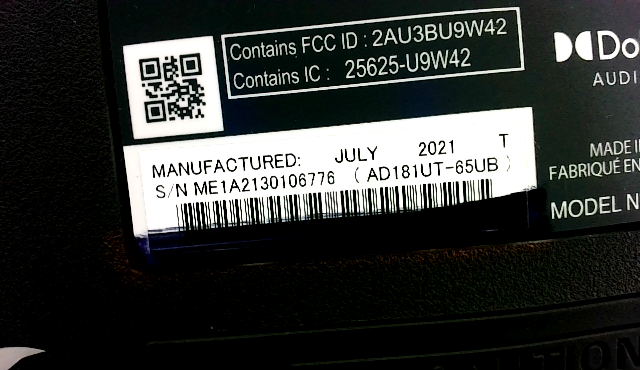 Contains FCC ID : 2AU3BU9W42
Contains IC : 25625-U9W42
MANUFACTURED: JULY 2021 T
S/N ME1A2130106776 ( AD181UT-65UB )
AUDI
MADE I
FABRIQUÉ EN
MODEL N